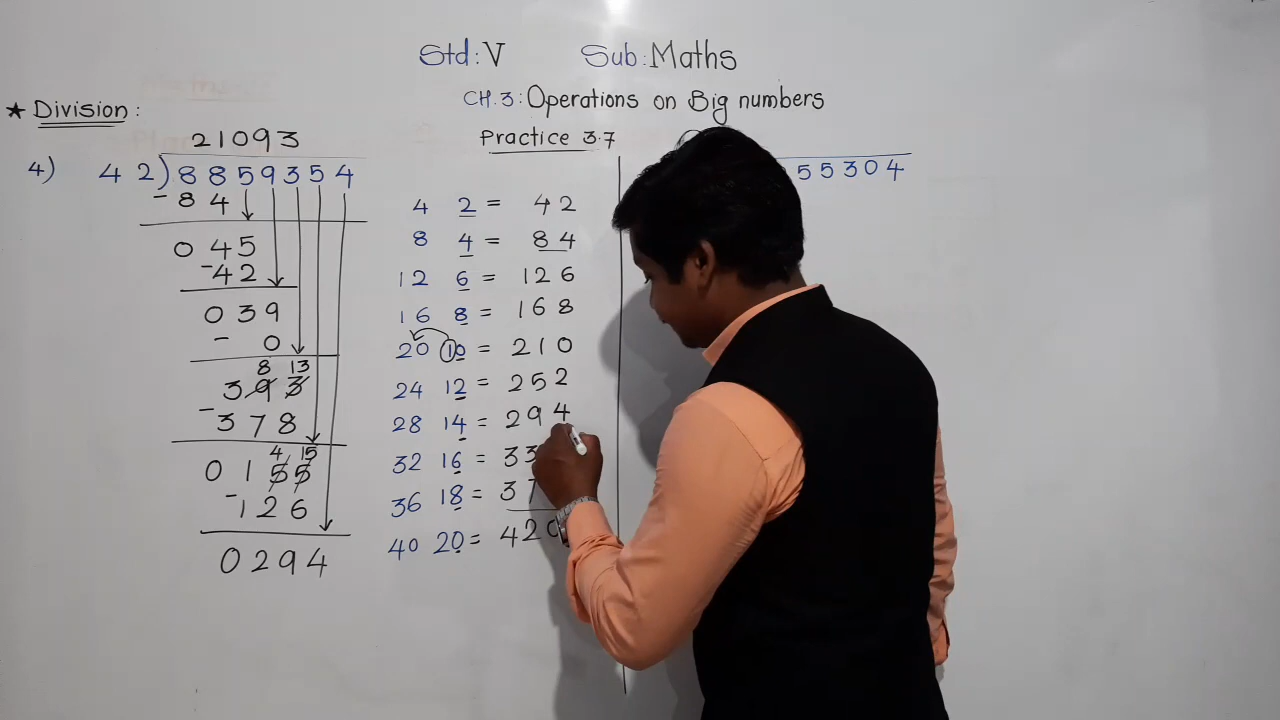 Std: V Sub: Maths
CH. 3: Operations on Big numbers
★ Division:
Practice 3.7
21093
4) 42)8859354
-84
045
-42
039
- 0
8 13
393
-378
4 15
0155
-126
0294
4 2 = 42
8 4 = 84
12 6 = 126
16 8 = 168
20 10 = 210
24 12 = 252
28 14 = 294
32 16 = 33
36 18 = 37
40 20 = 420
55304